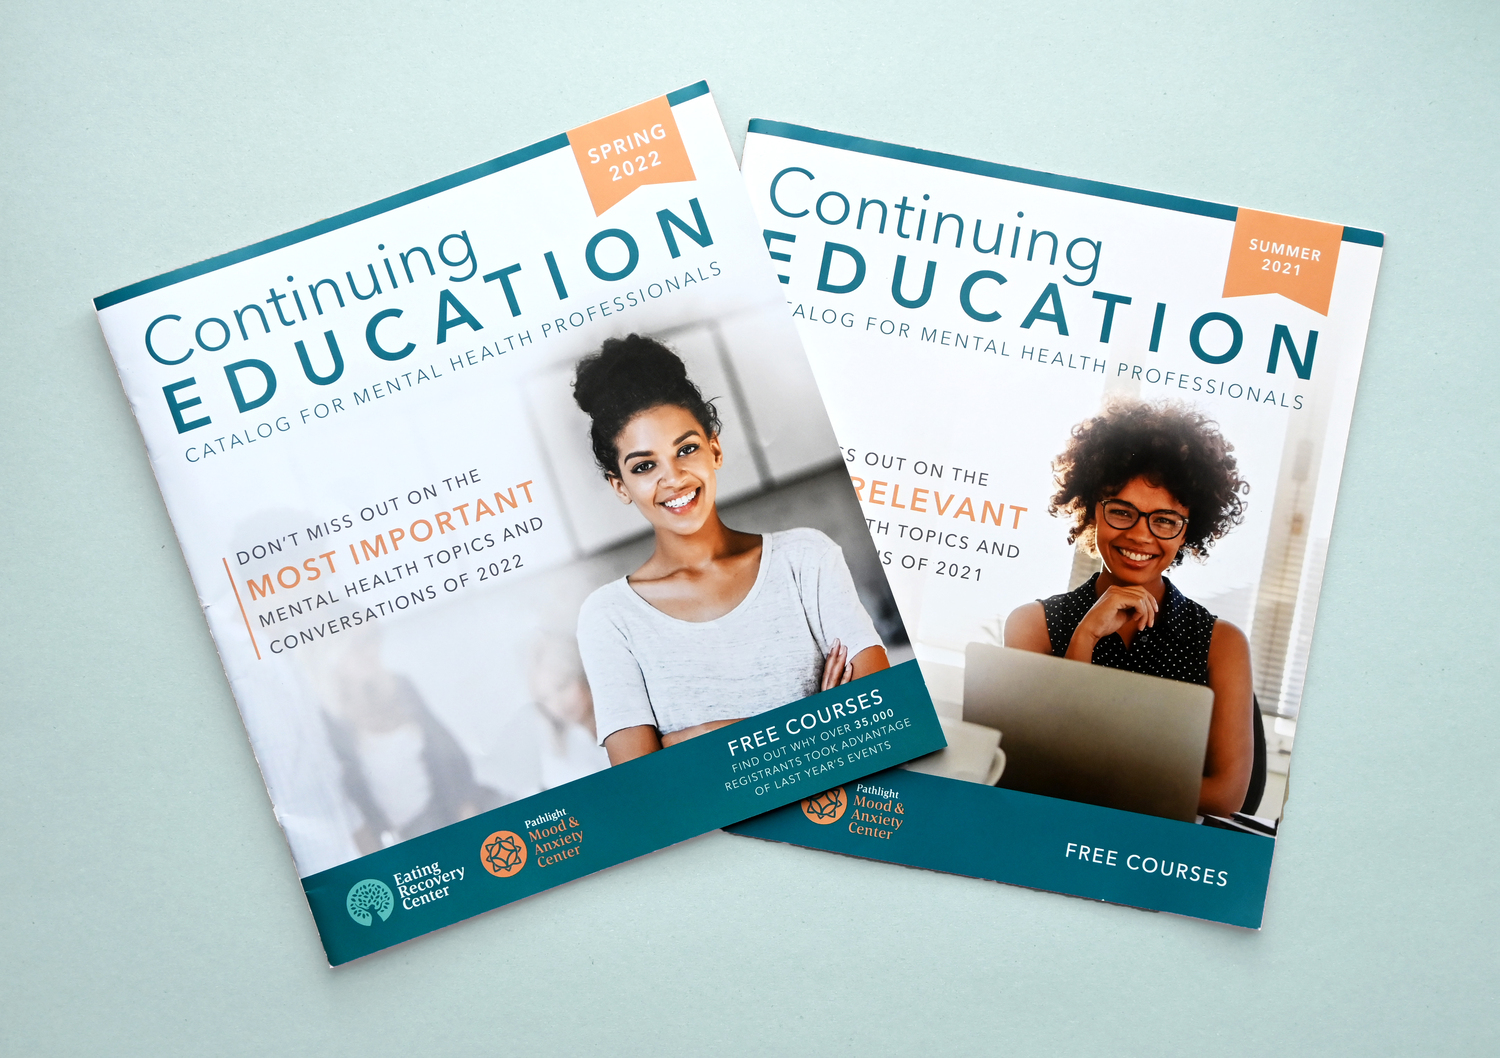 SPRING
2022
Continuing
EDUCATION
CATALOG FOR MENTAL HEALTH PROFESSIONALS
DON'T MISS OUT ON THE
MOST IMPORTANT
MENTAL HEALTH TOPICS AND
CONVERSATIONS OF 2022
FREE COURSES
FIND OUT WHY OVER 35,000
REGISTRANTS TOOK ADVANTAGE
OF LAST YEAR'S EVENTS
Eating
Recovery
Center
Pathlight
Mood &
Anxiety
Center
SUMMER
2021
Continuing
EDUCATION
FOR MENTAL HEALTH PROFESSIONALS
OUT ON THE
RELEVANT
TOPICS AND
OF 2021
Pathlight
Mood &
Anxiety
Center
FREE COURSES